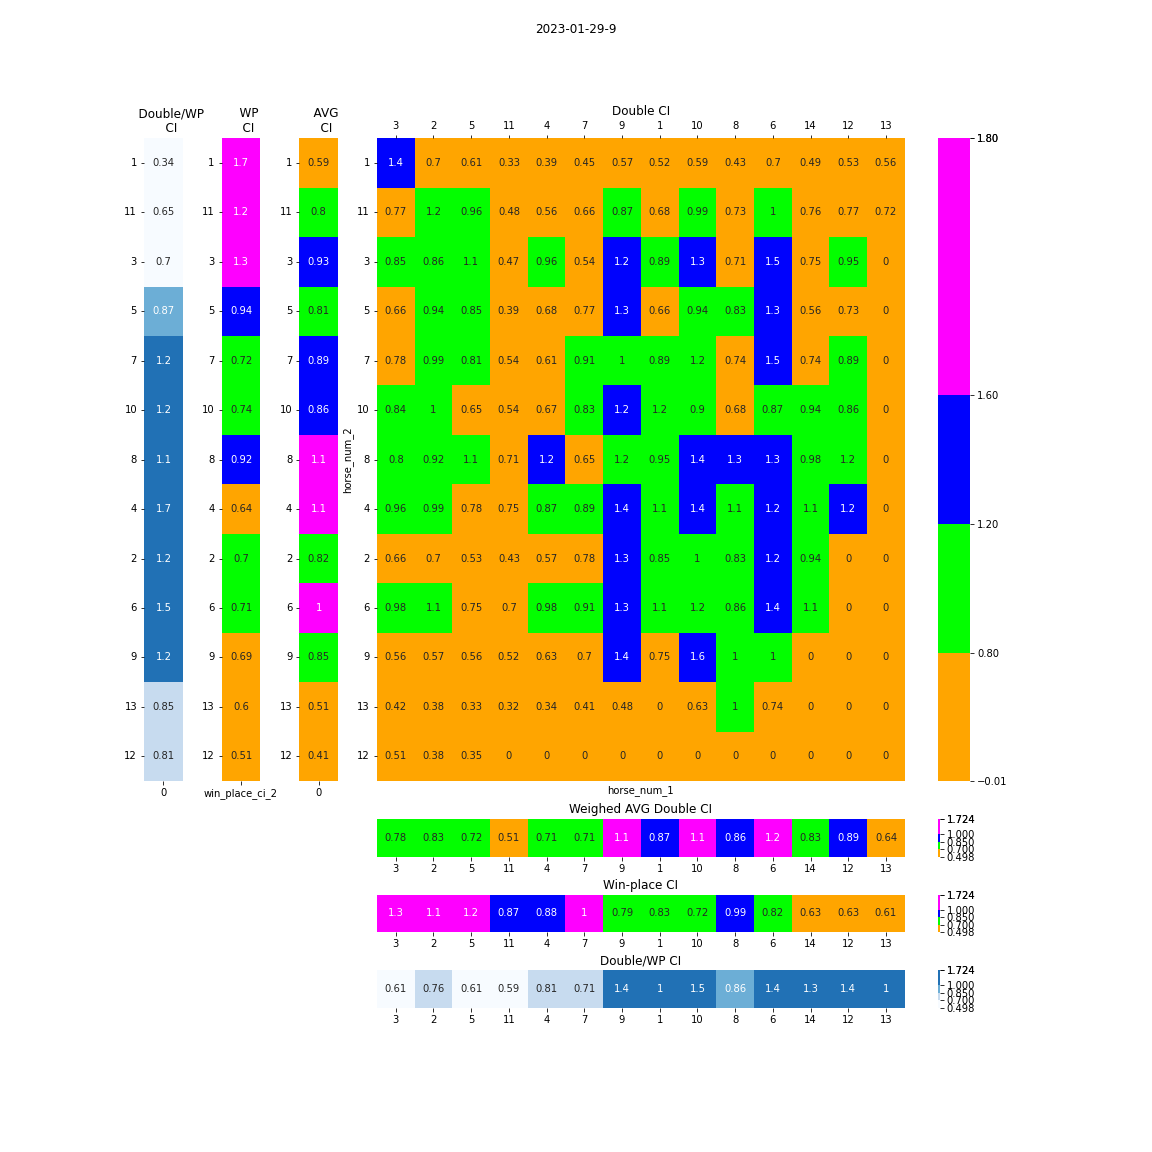 2023-01-29-9
Double/WP CI
WP CI
AVG CI
Double CI
3 2 5 11 4 7 9 1 10 8 6 14 12 13
1 0.34 1 1.7 1 0.59 1 1.4 0.7 0.61 0.33 0.39 0.45 0.57 0.52 0.59 0.43 0.7 0.49 0.53 0.56
11 0.65 11 1.2 11 0.8 11 0.77 1.2 0.96 0.48 0.56 0.66 0.87 0.68 0.99 0.73 1 0.76 0.77 0.72
3 0.7 3 1.3 3 0.93 3 0.85 0.86 1.1 0.47 0.96 0.54 1.2 0.89 1.3 0.71 1.5 0.75 0.95 0
5 0.87 5 0.94 5 0.81 5 0.66 0.94 0.85 0.39 0.68 0.77 1.3 0.66 0.94 0.83 1.3 0.56 0.73 0
7 1.2 7 0.72 7 0.89 7 0.78 0.99 0.81 0.54 0.61 0.91 1 0.89 1.2 0.74 1.5 0.74 0.89 0
10 1.2 10 0.74 10 0.86 10 0.84 1 0.65 0.54 0.67 0.83 1.2 1.2 0.9 0.68 0.87 0.94 0.86 0
8 1.1 8 0.92 8 1.1 8 0.8 0.92 1.1 0.71 1.2 0.65 1.2 0.95 1.4 1.3 1.3 0.98 1.2 0
4 1.7 4 0.64 4 1.1 4 0.96 0.99 0.78 0.75 0.87 0.89 1.4 1.1 1.4 1.1 1.2 1.1 1.2 0
2 1.2 2 0.7 2 0.82 2 0.66 0.7 0.53 0.43 0.57 0.78 1.3 0.85 1 0.83 1.2 0.94 0 0
6 1.5 6 0.71 6 1 6 0.98 1.1 0.75 0.7 0.98 0.91 1.3 1.1 1.2 0.86 1.4 1.1 0 0
9 1.2 9 0.69 9 0.85 9 0.56 0.57 0.56 0.52 0.63 0.7 1.4 0.75 1.6 1 1 0 0 0
13 0.85 13 0.6 13 0.51 13 0.42 0.38 0.33 0.32 0.34 0.41 0.48 0 0.63 1 0.74 0 0 0
12 0.81 12 0.51 12 0.41 12 0.51 0.38 0.35 0 0 0 0 0 0 0 0 0 0 0
horse_num_2
0 win_place_ci_2 0 horse_num_1
1.80
1.60
1.20
0.80
−0.01
Weighed AVG Double CI
0.78 0.83 0.72 0.51 0.71 0.71 1.1 0.87 1.1 0.86 1.2 0.83 0.89 0.64
3 2 5 11 4 7 9 1 10 8 6 14 12 13
1.724
1.000
0.850
0.700
0.498
Win-place CI
1.3 1.1 1.2 0.87 0.88 1 0.79 0.83 0.72 0.99 0.82 0.63 0.63 0.61
3 2 5 11 4 7 9 1 10 8 6 14 12 13
1.724
1.000
0.850
0.700
0.498
Double/WP CI
0.61 0.76 0.61 0.59 0.81 0.71 1.4 1 1.5 0.86 1.4 1.3 1.4 1
3 2 5 11 4 7 9 1 10 8 6 14 12 13
1.724
1.000
0.850
0.700
0.498